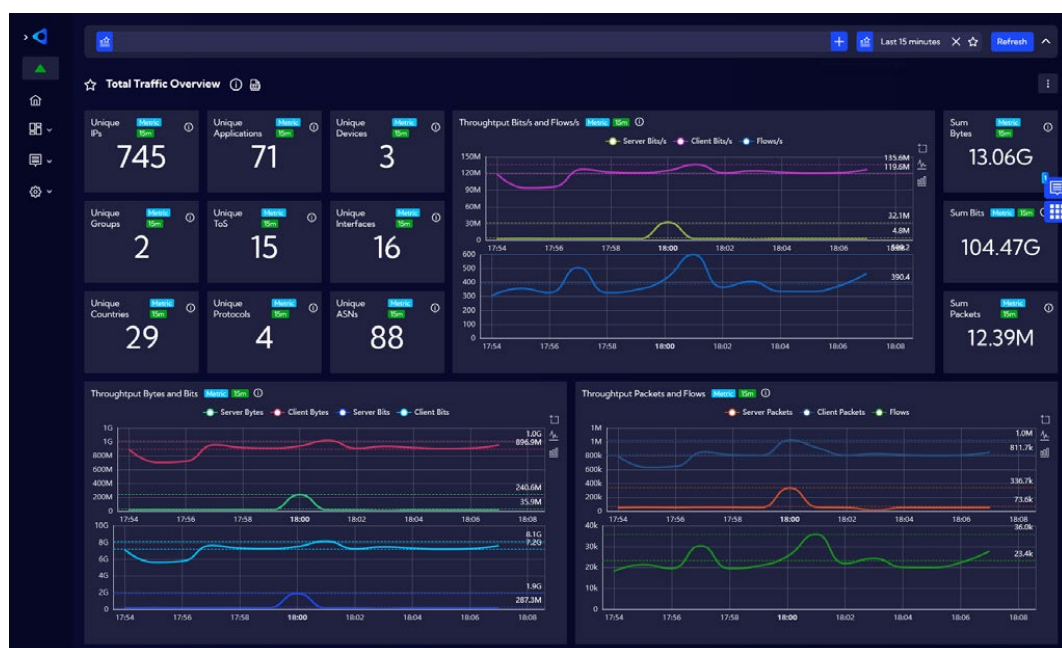 Last 15 minutes
Refresh
Total Traffic Overview
Unique IPs Metric 15m
745
Unique Applications Metric 15m
71
Unique Devices Metric 15m
3
Throughtput Bits/s and Flows/s Metric 15m
Server Bits/s Client Bits/s Flows/s
150M
120M
90M
60M
30M
0
135.6M
119.8M
32.1M
4.8M
17:54 17:56 17:58 18:00 18:02 18:04 18:06
600
500
400
300
200
100
0
390.4
17:54 17:56 17:58 18:00 18:02 18:04 18:06 18:08
Sum Bytes Metric 15m
13.06G
Unique Groups Metric 15m
2
Unique ToS Metric 15m
15
Unique Interfaces Metric 15m
16
Sum Bits Metric 15m
104.47G
Unique Countries Metric 15m
29
Unique Protocols Metric 15m
4
Unique ASNs Metric 15m
88
Sum Packets Metric 15m
12.39M
Throughtput Bytes and Bits Metric 15m
Server Bytes Client Bytes Server Bits Client Bits
1G
1G
800M
600M
400M
200M
0
1.0G
896.9M
240.6M
35.9M
17:54 17:56 17:58 18:00 18:02 18:04 18:06 18:08
10G
8G
6G
4G
2G
0
8.1G
7.2G
1.9G
287.3M
17:54 17:56 17:58 18:00 18:02 18:04 18:06 18:08
Throughtput Packets and Flows Metric 15m
Server Packets Client Packets Flows
1M
1M
800k
600k
400k
200k
0
1.0M
811.7k
336.7k
73.6k
17:54 17:56 17:58 18:00 18:02 18:04 18:06 18:08
40k
30k
20k
10k
0
36.0k
23.4k
17:54 17:56 17:58 18:00 18:02 18:04 18:06 18:08